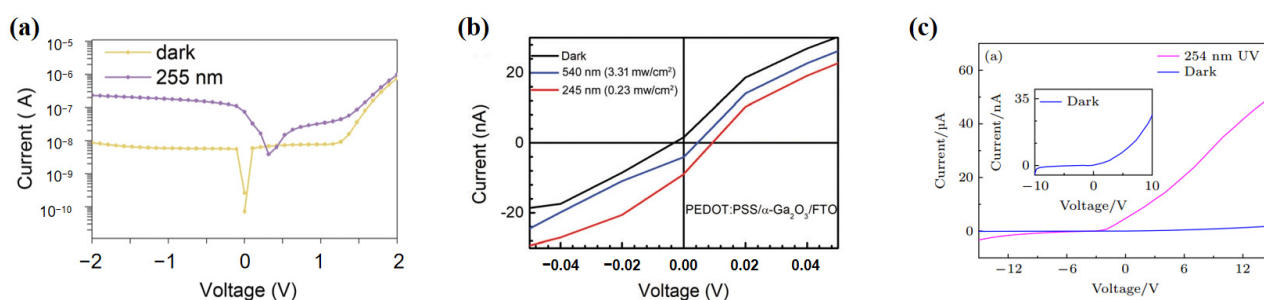 (a)
dark
255 nm
Current ( A)
10⁻⁵
10⁻⁶
10⁻⁷
10⁻⁸
10⁻⁹
10⁻¹⁰
−2 −1 0 1 2
Voltage (V)
(b)
Dark
540 nm (3.31 mw/cm²)
245 nm (0.23 mw/cm²)
Current (nA)
20
0
-20
PEDOT:PSS/α-Ga₂O₃/FTO
-0.04 -0.02 0.00 0.02 0.04
Voltage (V)
(c)
(a)
254 nm UV
Dark
Current/μA
60
40
20
0
Current/nA
35
0
Dark
−10 0 10
Voltage/V
−12 −6 0 6 12
Voltage/V